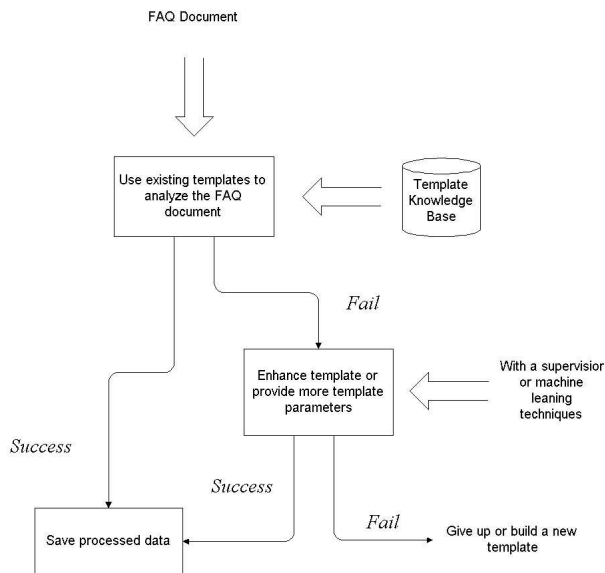 FAQ Document
Use existing templates to
analyze the FAQ
document
Template
Knowledge
Base
Fail
Enhance template or
provide more template
parameters
With a supervision
or machine
leaning
techniques
Success
Success
Fail
Save processed data
Give up or build a new
template